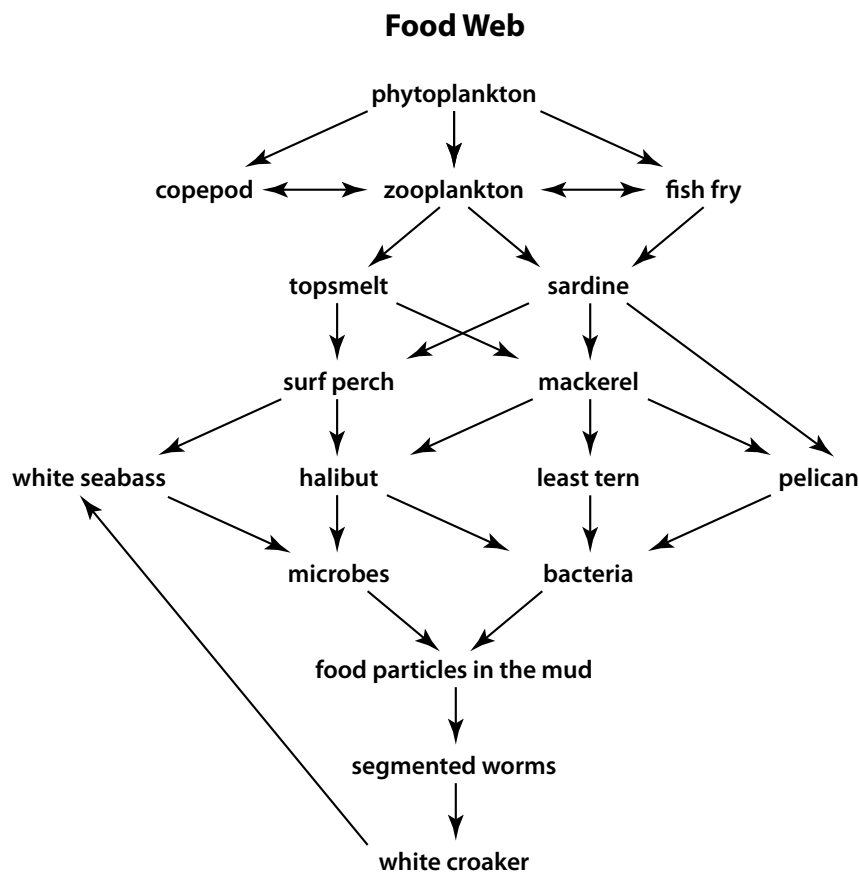 Food Web
phytoplankton
copepod
zooplankton
fish fry
topsmelt
sardine
surf perch
mackerel
white seabass
halibut
least tern
pelican
microbes
bacteria
food particles in the mud
segmented worms
white croaker